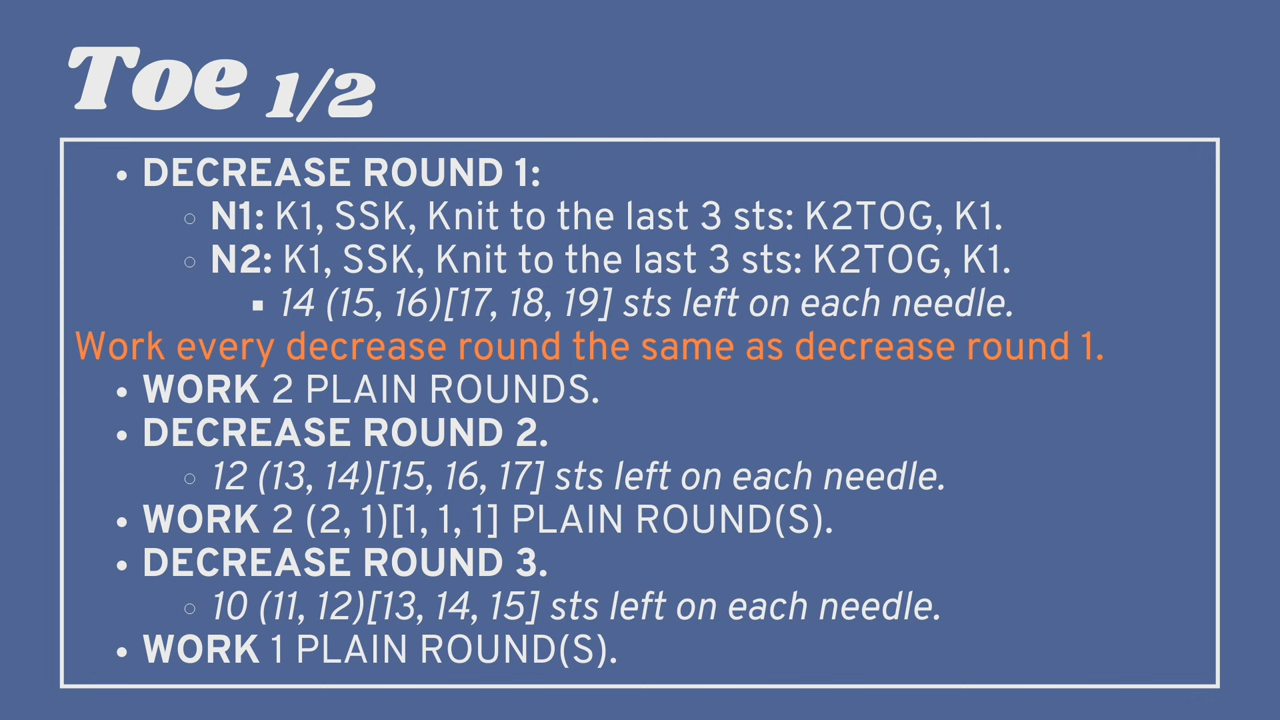 Toe 1/2
• DECREASE ROUND 1:
○ N1: K1, SSK, Knit to the last 3 sts: K2TOG, K1.
○ N2: K1, SSK, Knit to the last 3 sts: K2TOG, K1.
▪ 14 (15, 16)[17, 18, 19] sts left on each needle.
Work every decrease round the same as decrease round 1.
• WORK 2 PLAIN ROUNDS.
• DECREASE ROUND 2.
○ 12 (13, 14)[15, 16, 17] sts left on each needle.
• WORK 2 (2, 1)[1, 1, 1] PLAIN ROUND(S).
• DECREASE ROUND 3.
○ 10 (11, 12)[13, 14, 15] sts left on each needle.
• WORK 1 PLAIN ROUND(S).